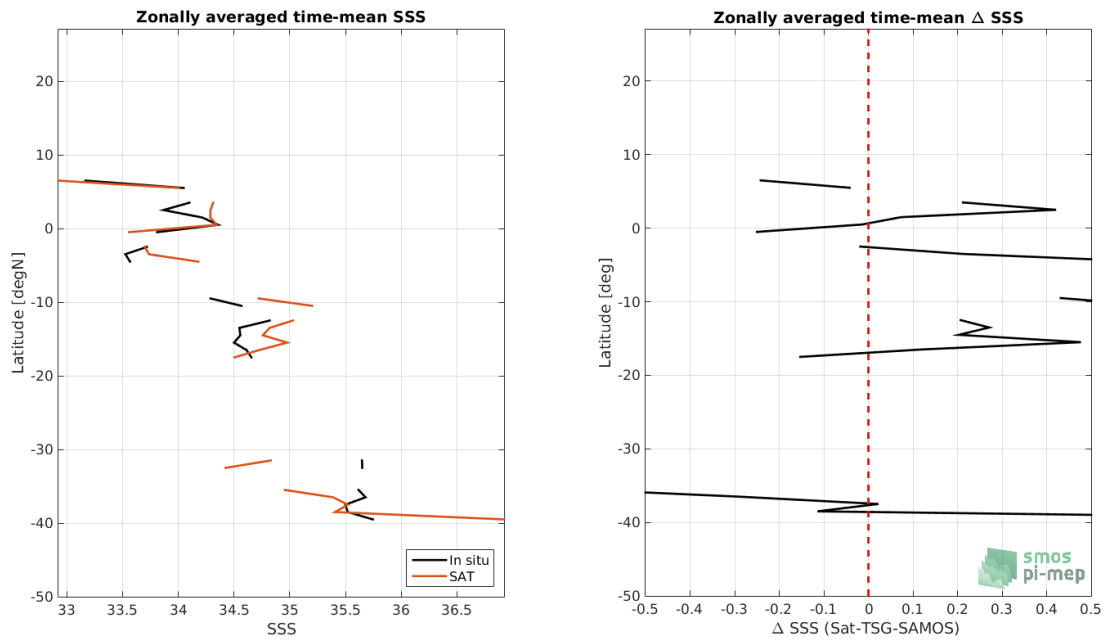 Zonally averaged time-mean SSS
20
10
0
-10
-20
-30
-40
-50
Latitude [degN]
33 33.5 34 34.5 35 35.5 36 36.5
SSS
In situ
SAT
Zonally averaged time-mean Δ SSS
20
10
0
-10
-20
-30
-40
-50
Latitude [deg]
-0.5 -0.4 -0.3 -0.2 -0.1 0 0.1 0.2 0.3 0.4 0.5
Δ SSS (Sat-TSG-SAMOS)
smos
pi-mep